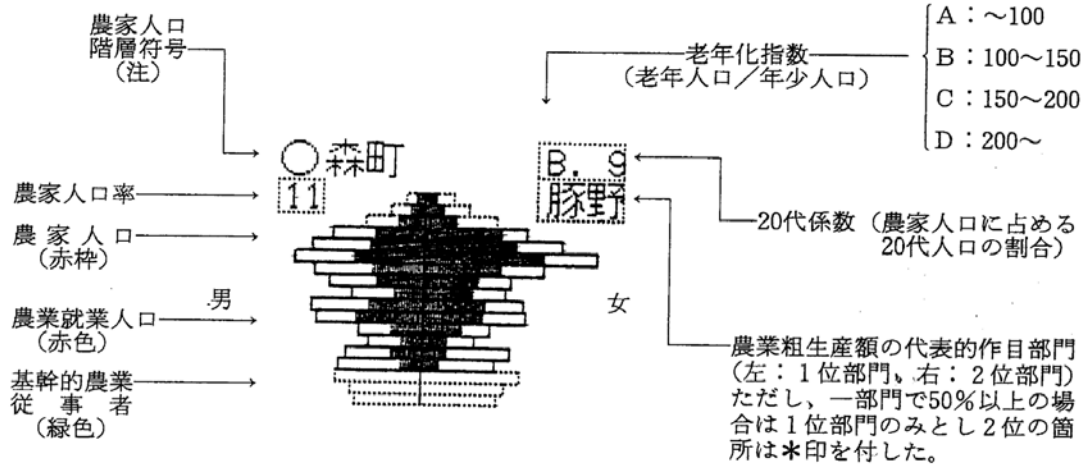 農家人口
階層符号
(注)
老年化指数
(老年人口/年少人口)
A:~100
B:100~150
C:150~200
D:200~
○森町
B. 9
11
豚野
農家人口率
農家人口
(赤枠)
20代係数(農家人口に占める
20代人口の割合)
男
女
農業就業人口
(赤色)
基幹的農業
従事者
(緑色)
農業粗生産額の代表的作目部門
(左:1位部門、右:2位部門)
ただし、一部門で50%以上の場
合は1位部門のみとし2位の箇
所は*印を付した。